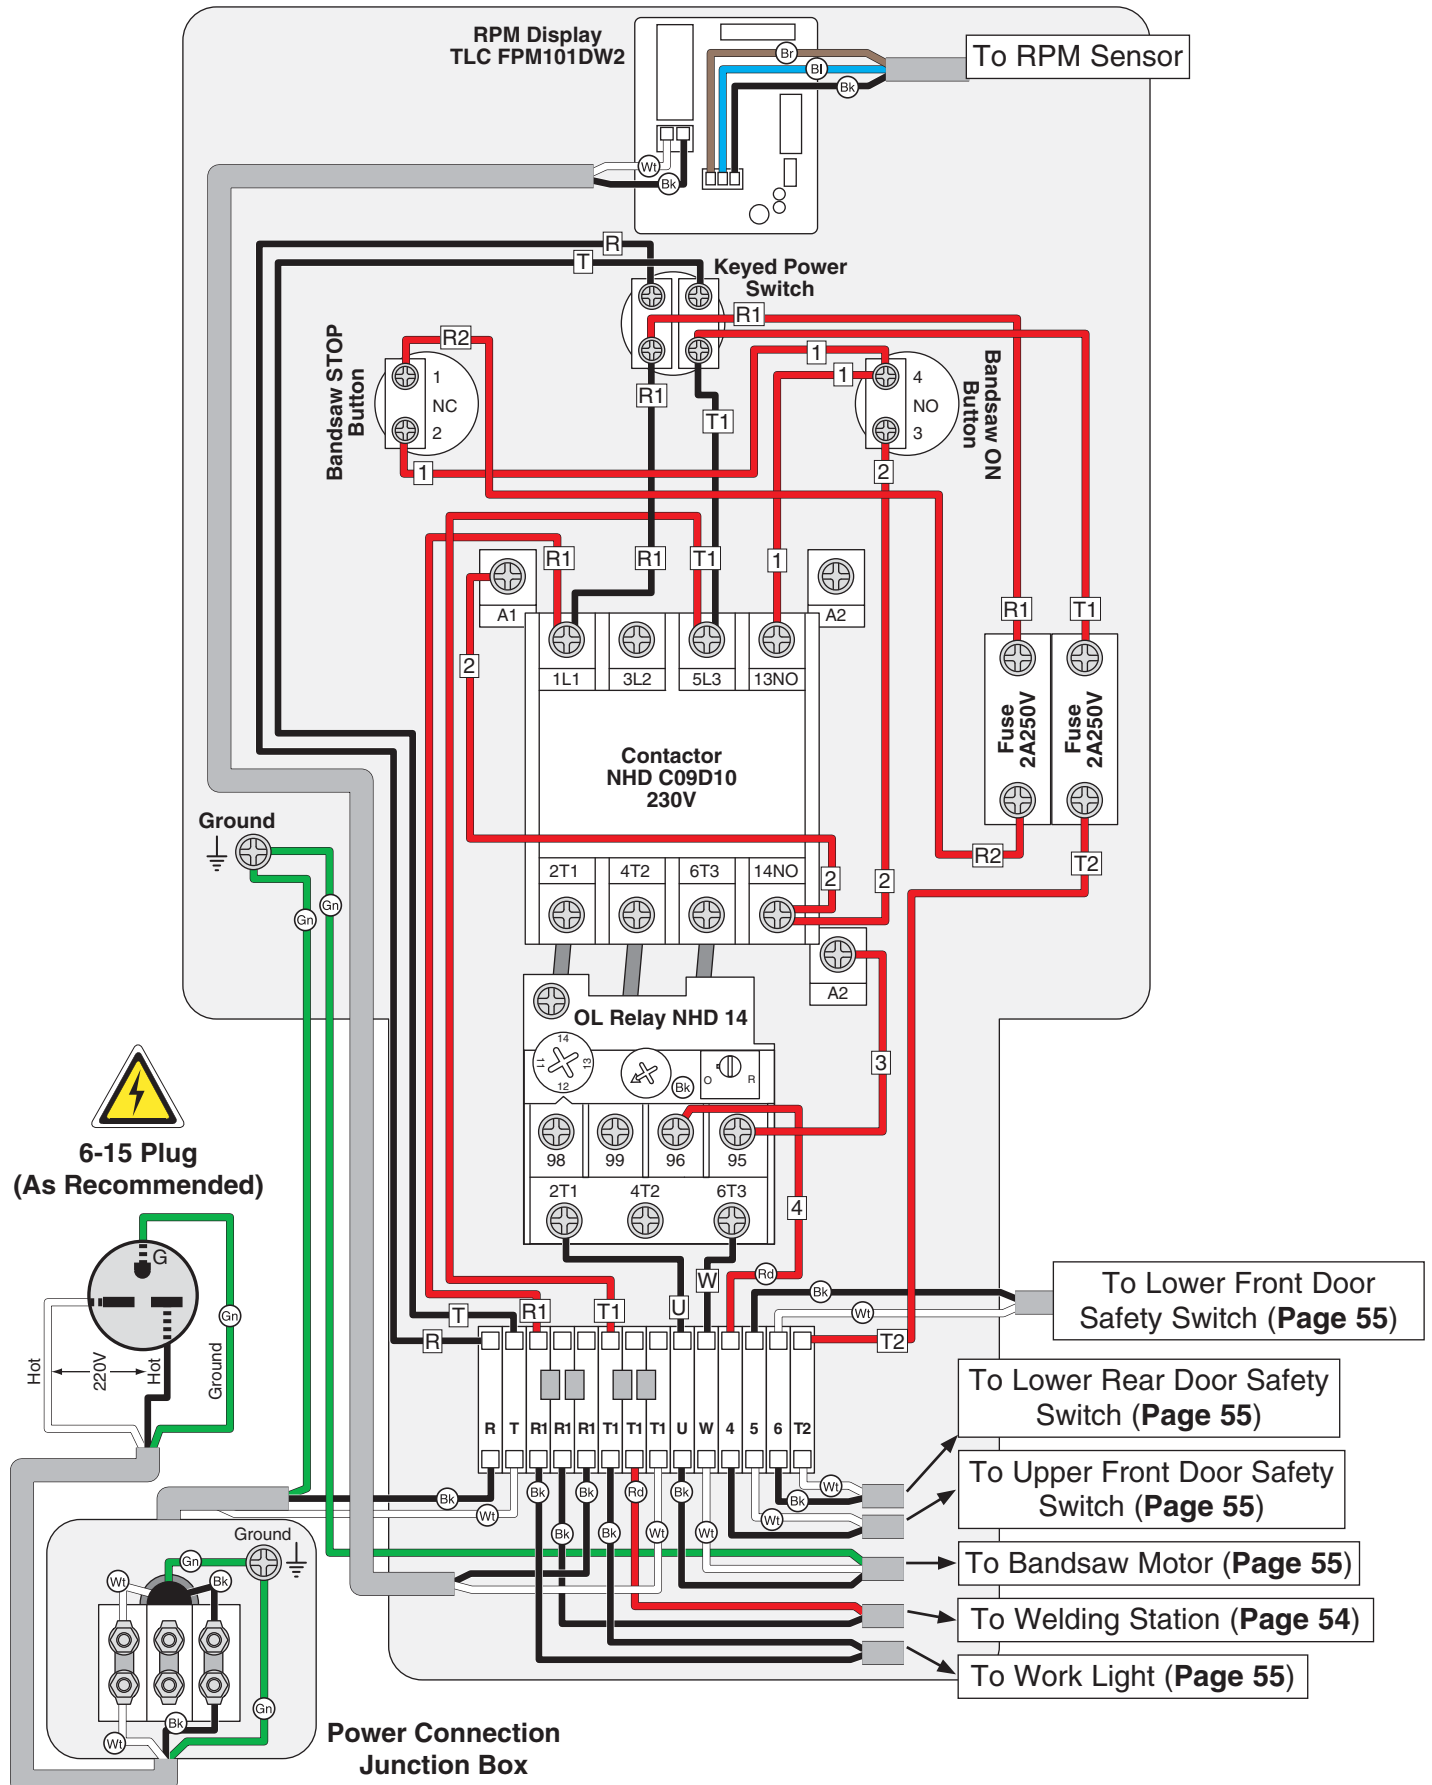 RPM Display
TLC FPM101DW2
Br
Bl
Bk
To RPM Sensor
Wt
Bk
R
T
Keyed Power
Switch
R1
R2
1
1
Bandsaw STOP
Button
1
NC
2
R1
T1
4
NO
3
Bandsaw ON
Button
1
2
R1
R1
T1
1
A1
A2
R1
T1
2
1L1
3L2
5L3
13NO
Contactor
NHD C09D10
230V
Fuse
2A250V
Fuse
2A250V
Ground
R2
T2
2T1
4T2
6T3
14NO
2
2
Gn
Gn
A2
OL Relay NHD 14
14
11
13
12
Bk
O
R
3
6-15 Plug
(As Recommended)
98
99
96
95
2T1
4T2
6T3
4
G
Gn
Hot
220V
Hot
Ground
W
Rd
U
Bk
Wt
To Lower Front Door
Safety Switch (Page 55)
T
R1
T1
R
T2
R
T
R1
R1
R1
T1
T1
T1
U
W
4
5
6
T2
To Lower Rear Door Safety
Switch (Page 55)
To Upper Front Door Safety
Switch (Page 55)
Bk
Wt
Bk
Bk
Bk
Bk
Rd
Wt
Bk
Wt
Wt
Bk
Wt
To Bandsaw Motor (Page 55)
To Welding Station (Page 54)
To Work Light (Page 55)
Ground
Gn
Wt
Bk
Gn
Bk
Wt
Power Connection
Junction Box